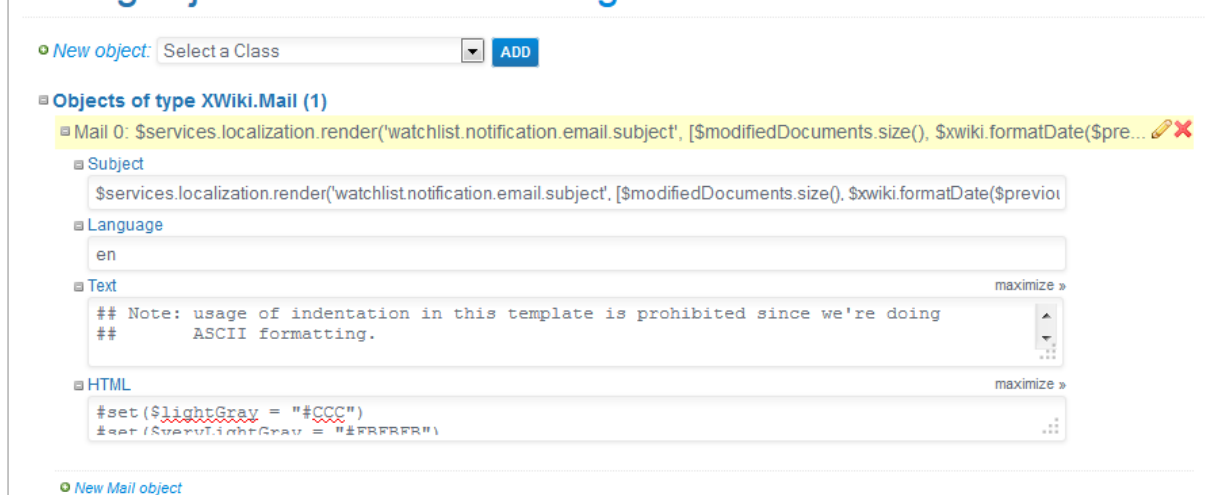 New object: Select a Class ADD
Objects of type XWiki.Mail (1)
Mail 0: $services.localization.render('watchlist.notification.email.subject', [$modifiedDocuments.size(), $xwiki.formatDate($pre...
Subject
$services.localization.render('watchlist.notification.email.subject', [$modifiedDocuments.size(), $xwiki.formatDate($previou
Language
en
Text maximize »
## Note: usage of indentation in this template is prohibited since we're doing
## ASCII formatting.
HTML maximize »
#set($lightGray = "#CCC")
#set($veryLightGray = "#FBFBFB")
New Mail object